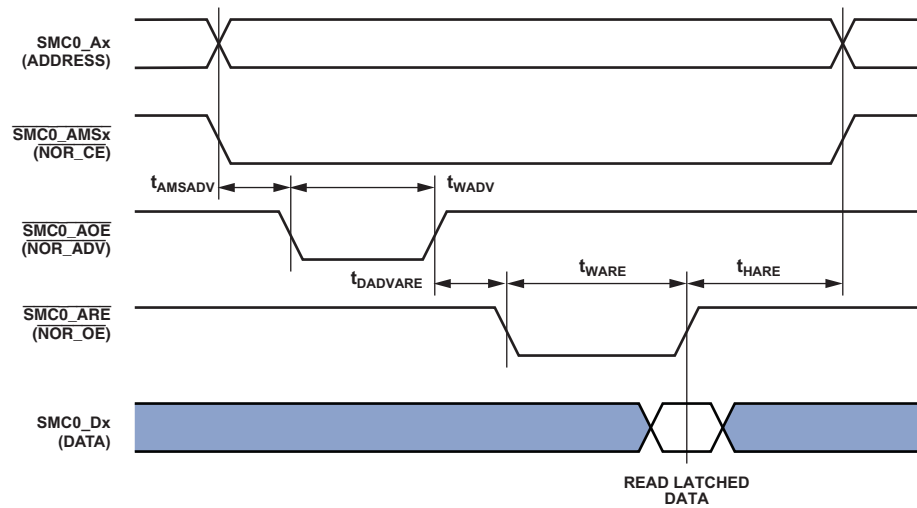 SMC0_Ax
(ADDRESS)
SMC0_AMSx
(NOR_CE)
tAMSADV
tWADV
SMC0_AOE
(NOR_ADV)
tDADVARE
tWARE
tHARE
SMC0_ARE
(NOR_OE)
SMC0_Dx
(DATA)
READ LATCHED
DATA